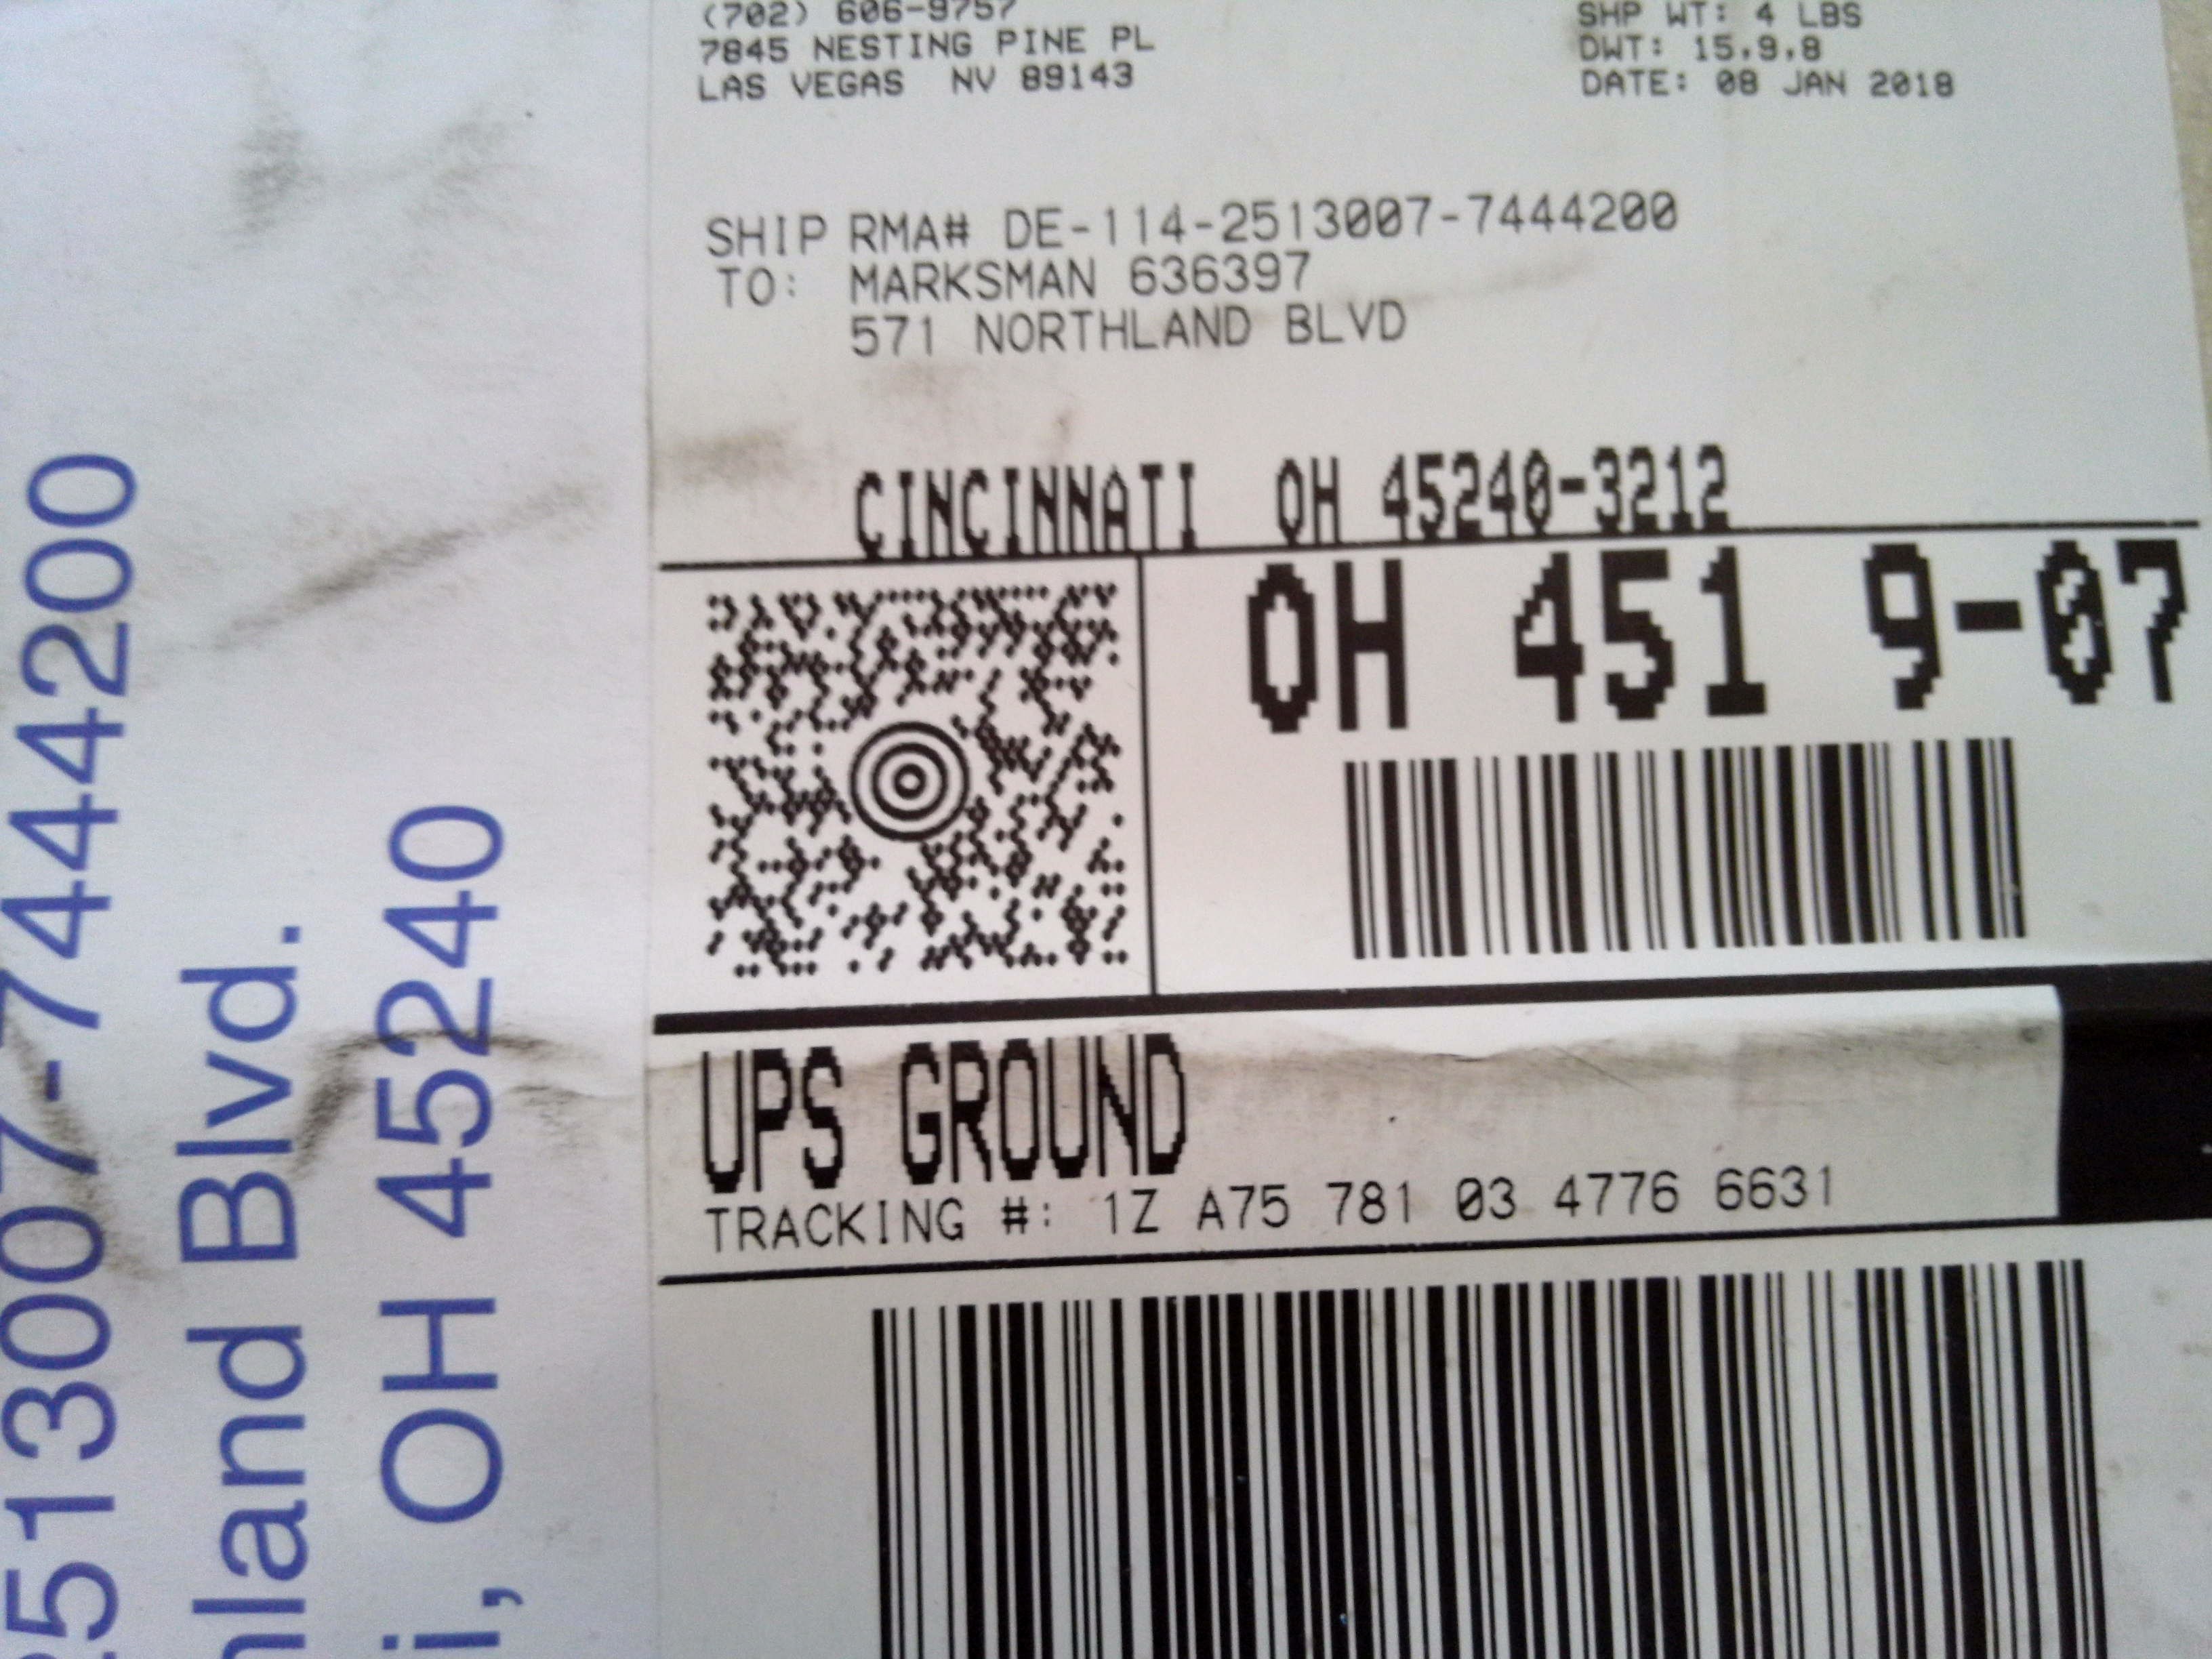 (702) 606-9757
7845 NESTING PINE PL
LAS VEGAS NV 89143
SHP WT: 4 LBS
DWT: 15,9,8
DATE: 08 JAN 2018
SHIP RMA# DE-114-2513007-7444200
TO: MARKSMAN 636397
571 NORTHLAND BLVD
CINCINNATI OH 45240-3212
OH 451 9-07
UPS GROUND
TRACKING #: 1Z A75 781 03 4776 6631
2513007-7444200
hland Blvd.
i, OH 45240